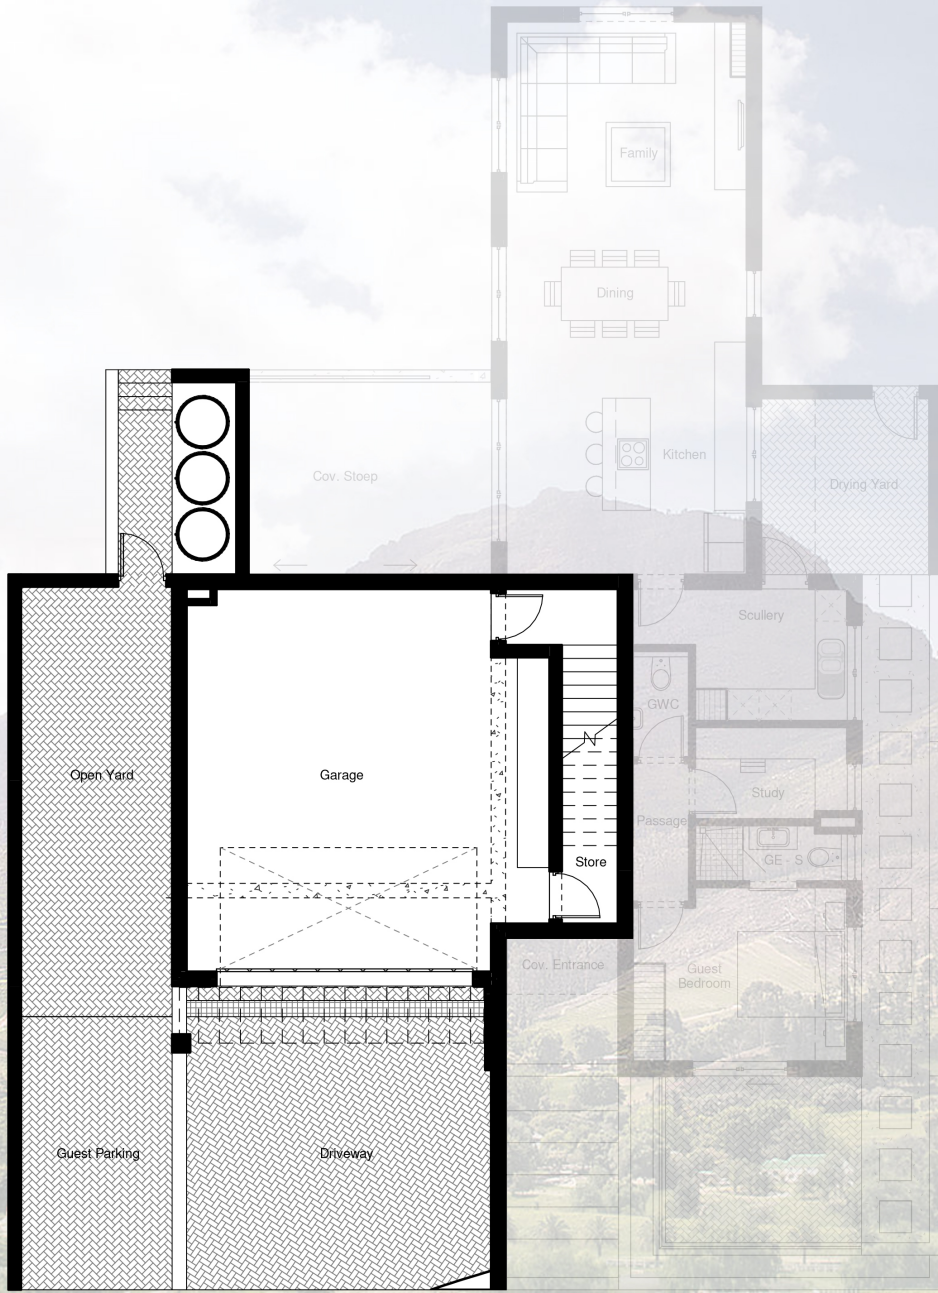 Family
Dining
Kitchen
Cov. Stoep
Drying Yard
Scullery
GWC
Open Yard
Garage
Study
Passage
Store
GE - S
Cov. Entrance
Guest
Bedroom
Guest Parking
Driveway